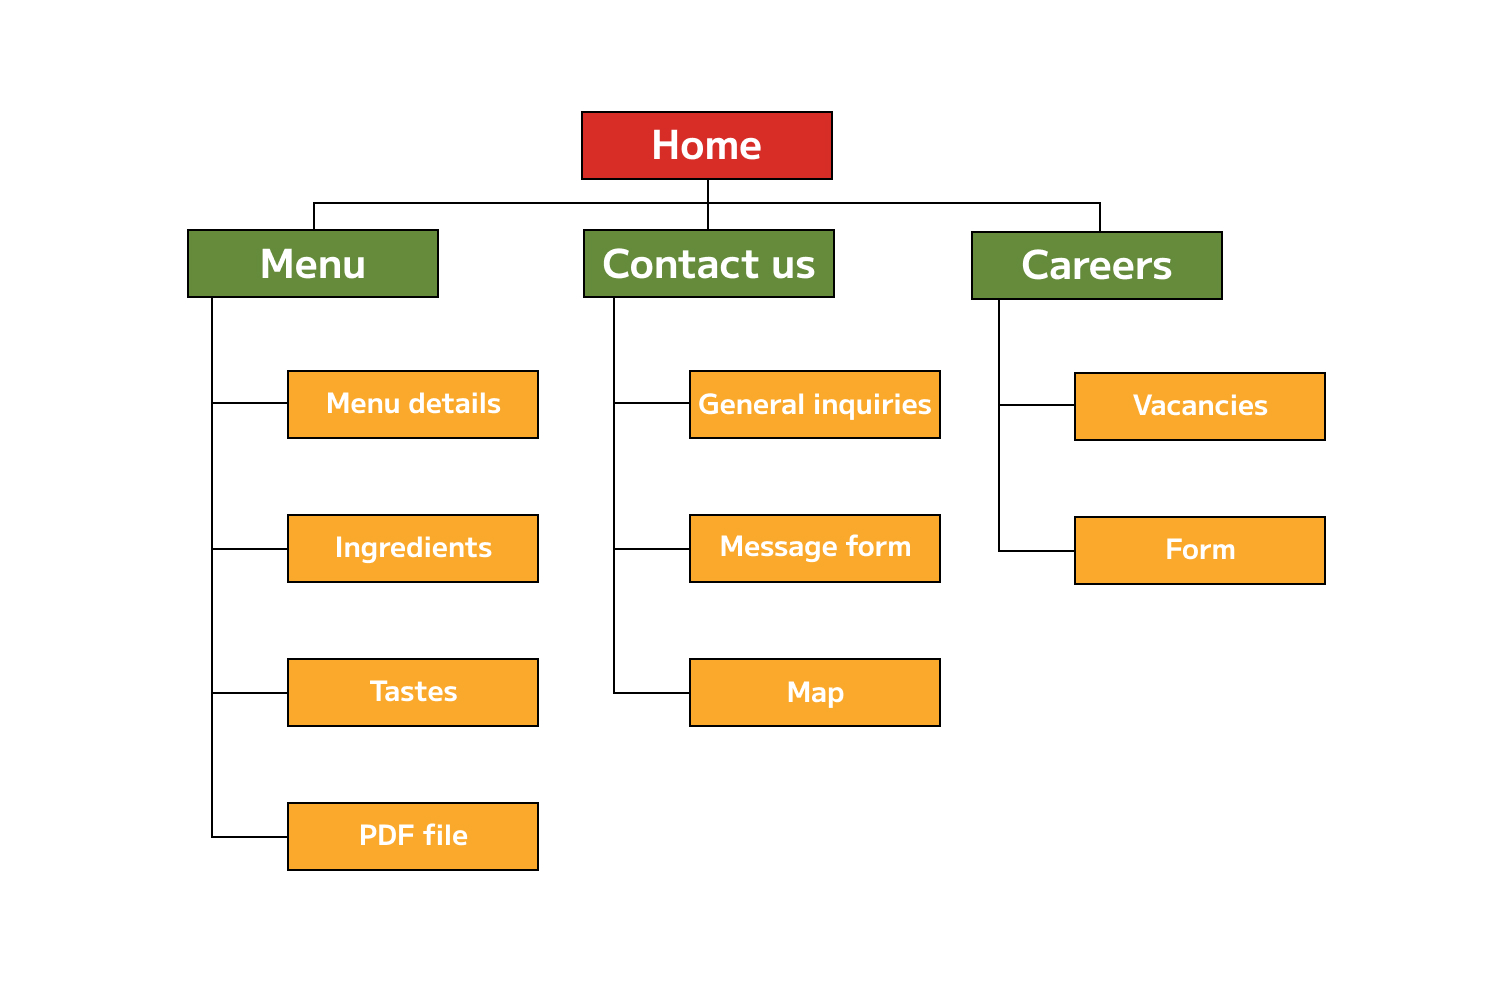 Home
Menu
Contact us
Careers
Menu details
General inquiries
Vacancies
Ingredients
Message form
Form
Tastes
Map
PDF file